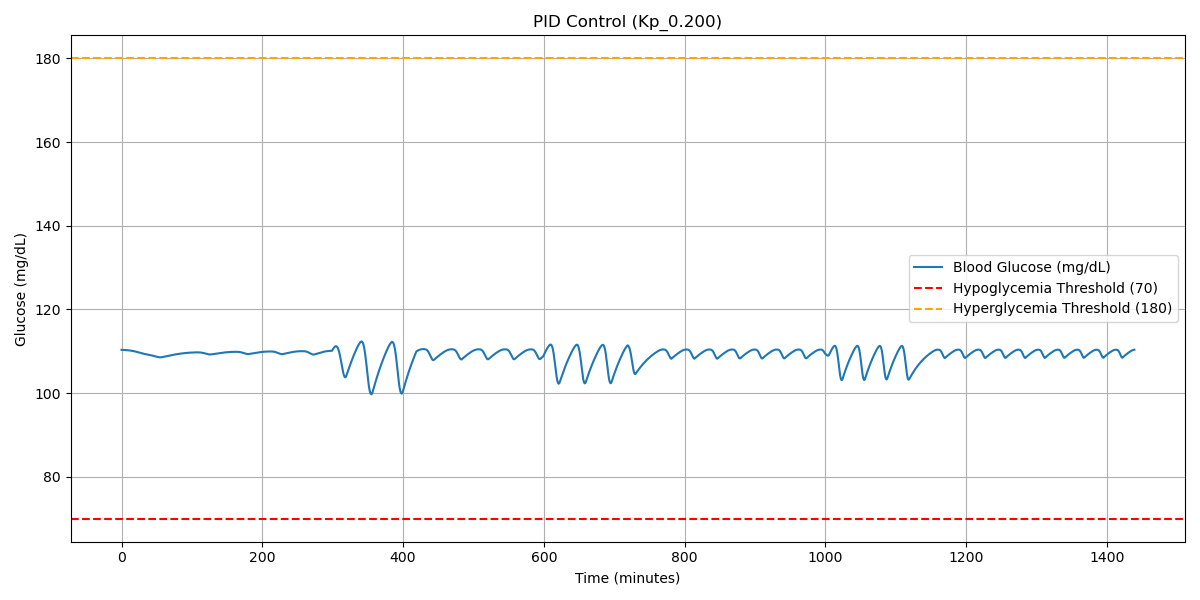 PID Control (Kp_0.200)
Glucose (mg/dL)
180
160
140
120
100
80
Blood Glucose (mg/dL)
Hypoglycemia Threshold (70)
Hyperglycemia Threshold (180)
0 200 400 600 800 1000 1200 1400
Time (minutes)